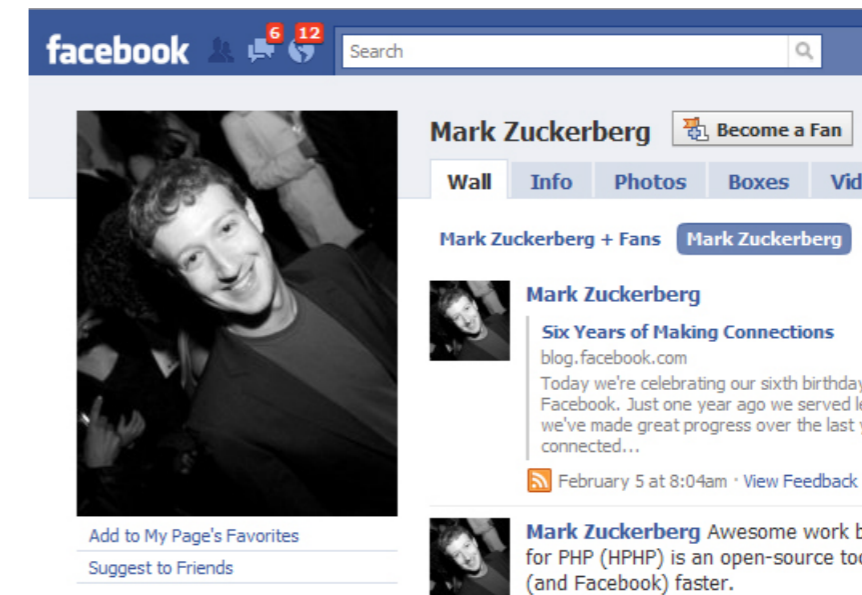 facebook
6
12
Search
Mark Zuckerberg
Become a Fan
Wall
Info
Photos
Boxes
Mark Zuckerberg + Fans
Mark Zuckerberg
Mark Zuckerberg
Six Years of Making Connections
blog.facebook.com
Today we're celebrating our sixth birthday
Facebook. Just one year ago we served
we've made great progress over the last
connected...
February 5 at 8:04am · View Feedback
Add to My Page's Favorites
Suggest to Friends
Mark Zuckerberg Awesome work
for PHP (HPHP) is an open-source
(and Facebook) faster.